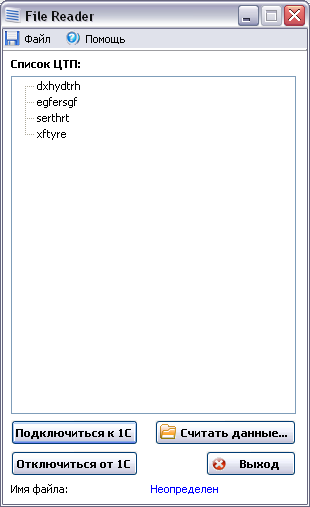 File Reader
Файл Помощь
Список ЦТП:
dxhydtrh
egfersgf
serthrt
xftyre
Подключиться к 1С Считать данные...
Отключиться от 1С Выход
Имя файла: Неопределен